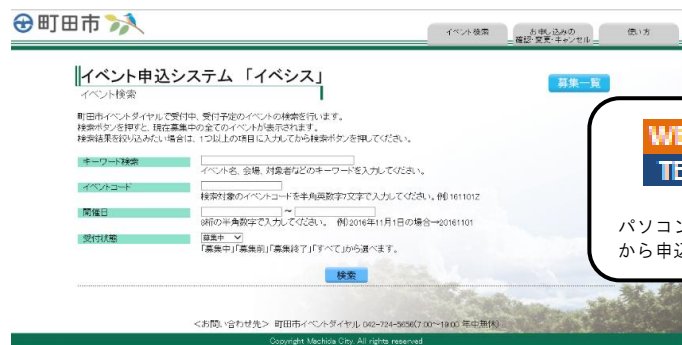 町田市
イベント検索
お申し込みの
確認・変更・キャンセル
使い方
イベント申込システム 「イベシス」
イベント検索
募集一覧
町田市イベントダイヤルで受付中、受付予定のイベントの検索を行います。
検索ボタンを押すと、現在募集中の全てのイベントが表示されます。
検索結果を絞り込みたい場合は、1つ以上の項目に入力してから検索ボタンを押してください。
キーワード検索
イベント名、会場、対象者などのキーワードを入力してください。
イベントコード
検索対象のイベントコードを半角英数字7文字で入力してください。例)161101Z
開催日
~
8桁の半角数字で入力してください。 例)2016年11月1日の場合→20161101
受付状態
募集中
「募集中」「募集前」「募集終了」「すべて」から選べます。
検索
WE
TE
パソコン
から申込
<お問い合わせ先> 町田市イベントダイヤル 042-724-5656(7:00~19:00 年中無休)
Copyright Machida City. All rights reserved